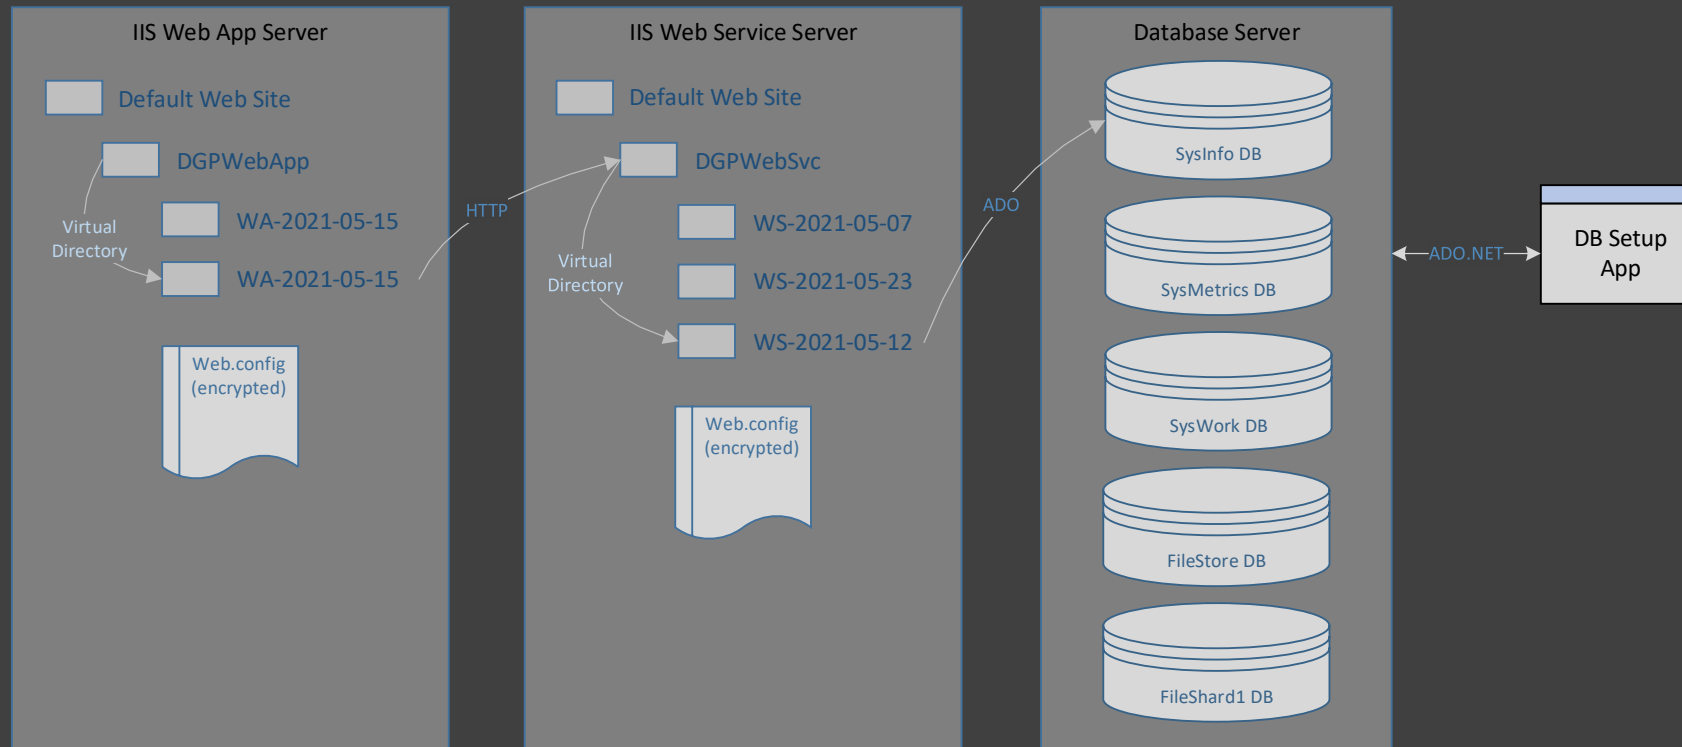 IIS Web App Server
Default Web Site
DGPWebApp
Virtual
Directory
WA-2021-05-15
WA-2021-05-15
Web.config
(encrypted)
HTTP
IIS Web Service Server
Default Web Site
DGPWebSvc
Virtual
Directory
WS-2021-05-07
WS-2021-05-23
WS-2021-05-12
Web.config
(encrypted)
ADO
Database Server
SysInfo DB
SysMetrics DB
SysWork DB
FileStore DB
FileShard1 DB
ADO.NET
DB Setup
App